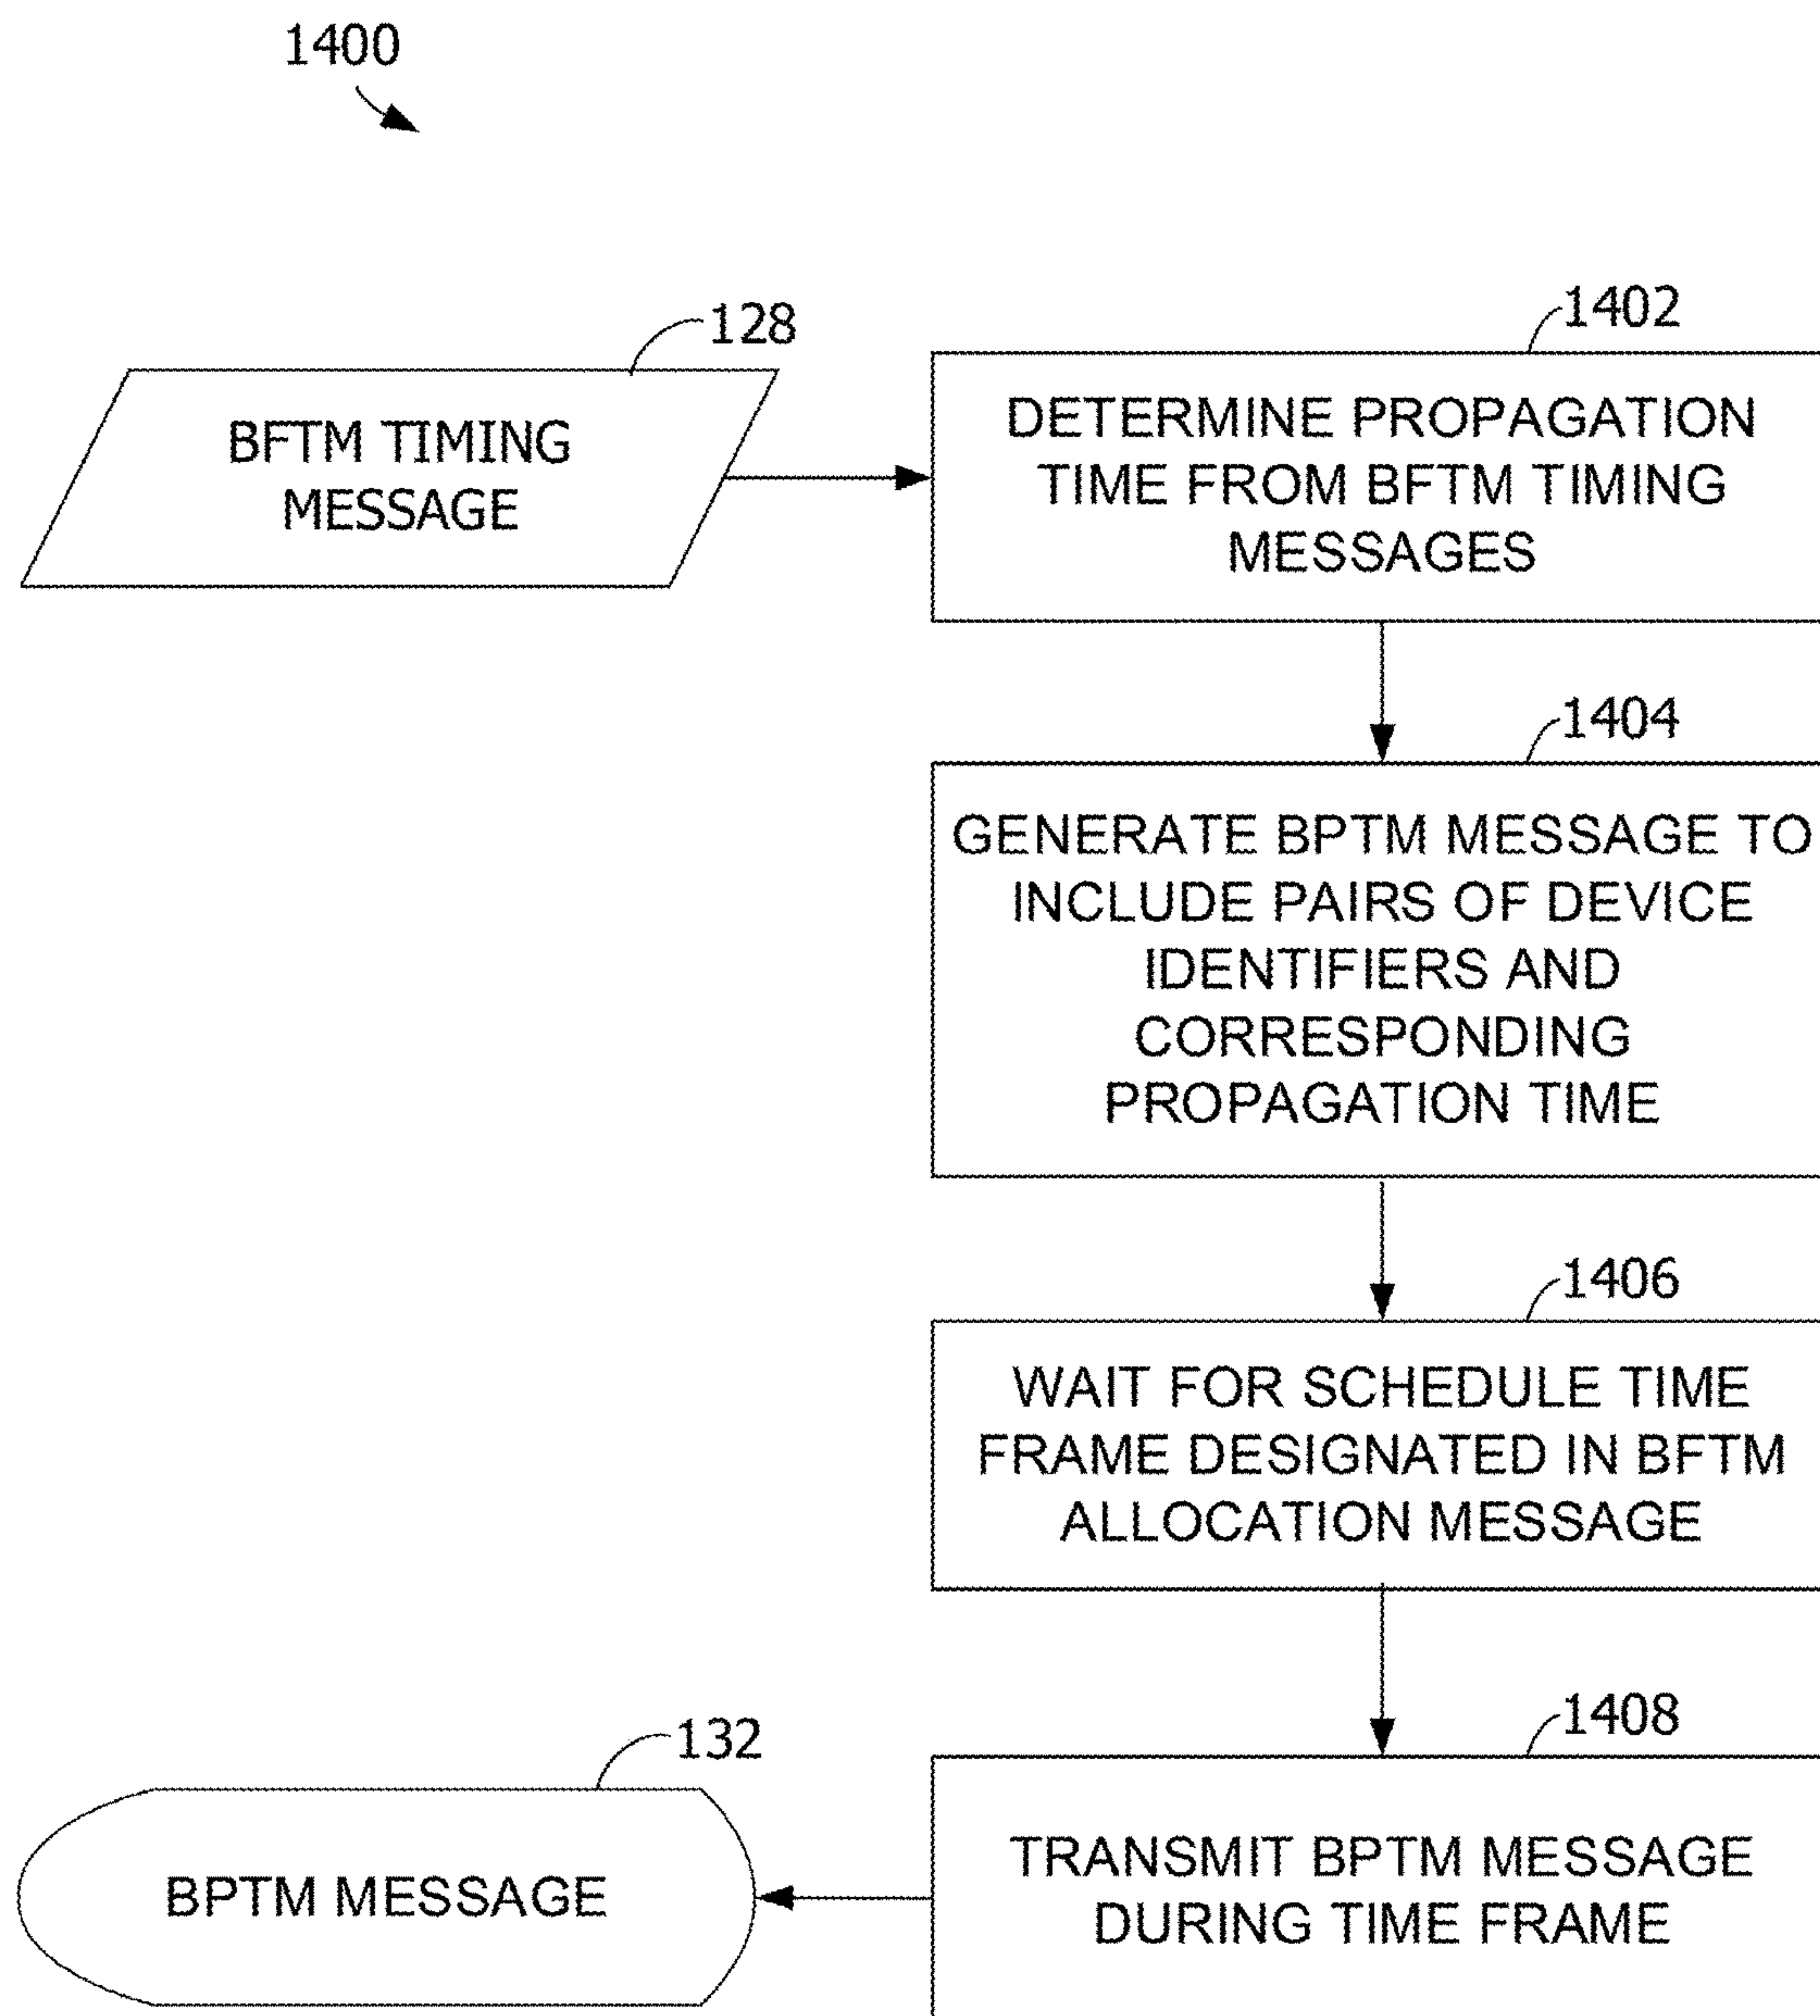 1400
128
BFTM TIMING
MESSAGE
1402
DETERMINE PROPAGATION
TIME FROM BFTM TIMING
MESSAGES
1404
GENERATE BPTM MESSAGE TO
INCLUDE PAIRS OF DEVICE
IDENTIFIERS AND
CORRESPONDING
PROPAGATION TIME
1406
WAIT FOR SCHEDULE TIME
FRAME DESIGNATED IN BFTM
ALLOCATION MESSAGE
1408
TRANSMIT BPTM MESSAGE
DURING TIME FRAME
132
BPTM MESSAGE